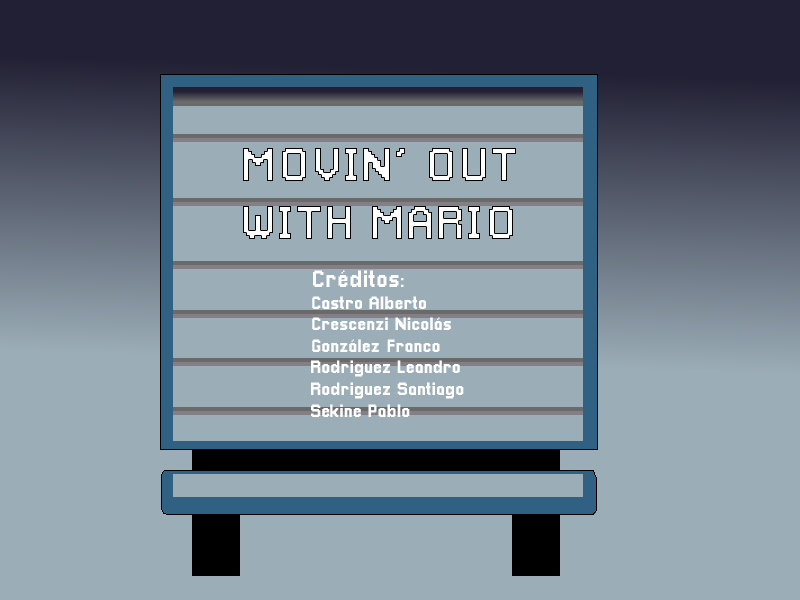 MOVIN' OUT
WITH MARIO
Créditos:
Castro Alberto
Crescenzi Nicolás
González Franco
Rodriguez Leandro
Rodriguez Santiago
Sekine Pablo